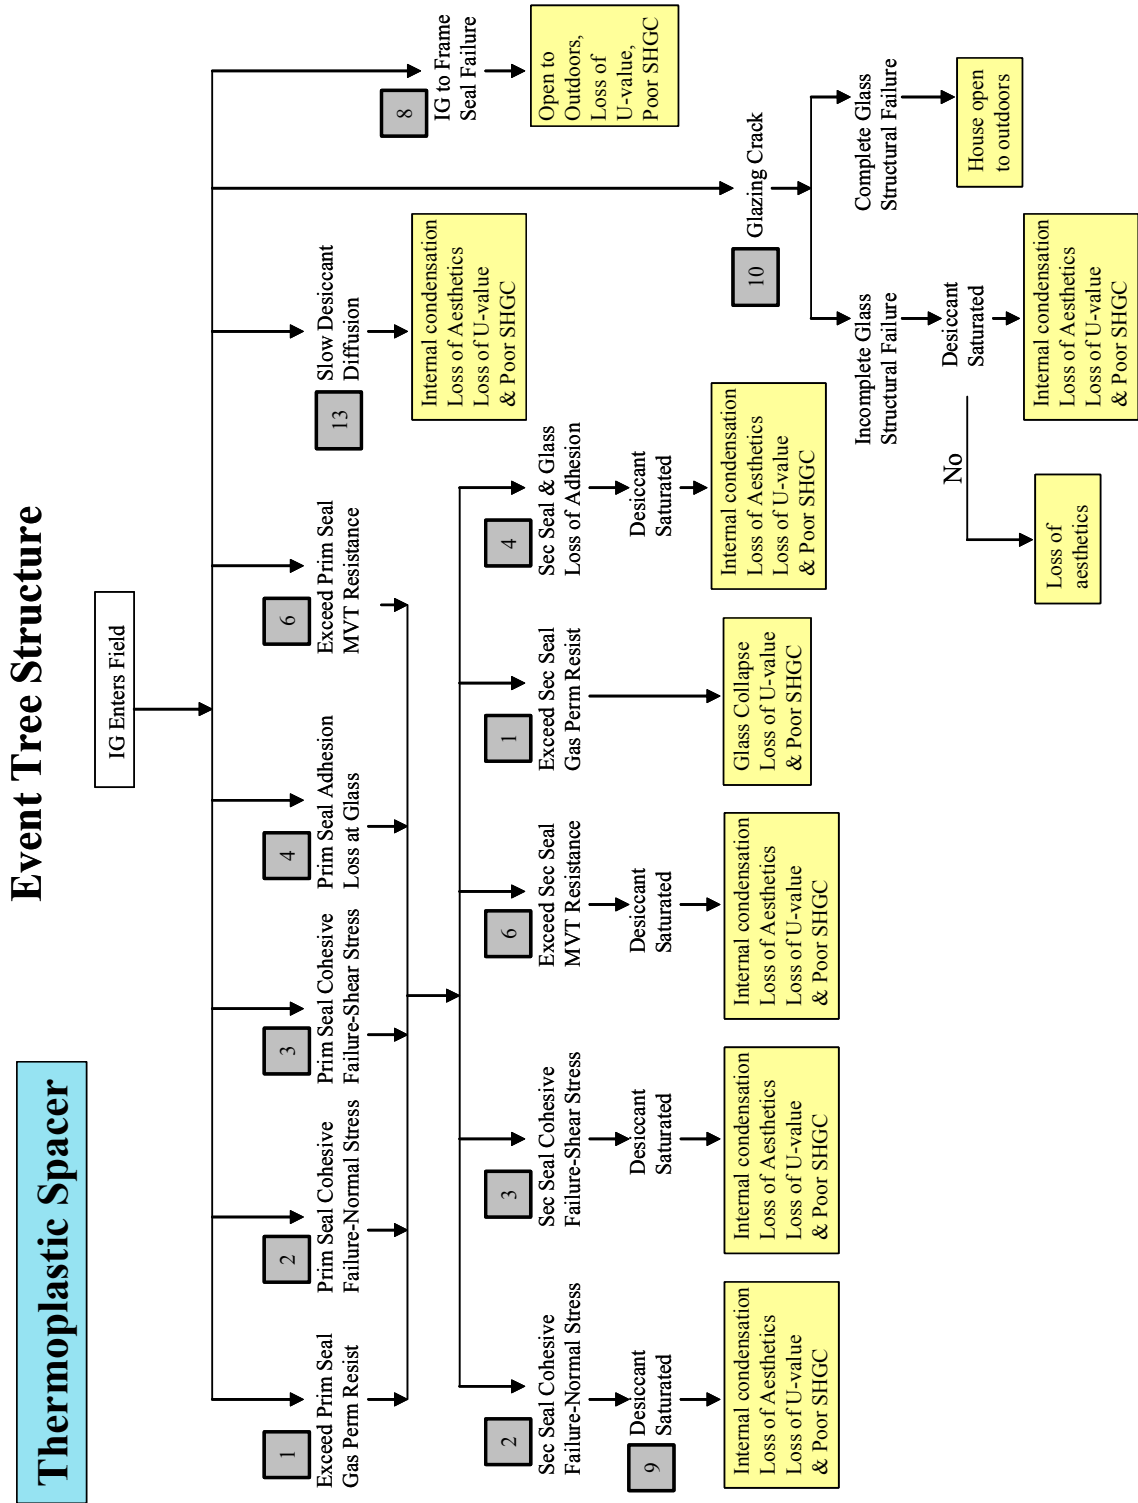 Event Tree Structure
Thermoplastic Spacer
IG Enters Field
1
Exceed Prim Seal
Gas Perm Resist
2
Prim Seal Cohesive
Failure-Normal Stress
3
Prim Seal Cohesive
Failure-Shear Stress
4
Prim Seal Adhesion
Loss at Glass
6
Exceed Prim Seal
MVT Resistance
13
Slow Desiccant
Diffusion
Internal condensation
Loss of Aesthetics
Loss of U-value
& Poor SHGC
8
IG to Frame
Seal Failure
Open to
Outdoors,
Loss of
U-value,
Poor SHGC
2
Sec Seal Cohesive
Failure-Normal Stress
9
Desiccant
Saturated
Internal condensation
Loss of Aesthetics
Loss of U-value
& Poor SHGC
3
Sec Seal Cohesive
Failure-Shear Stress
Desiccant
Saturated
Internal condensation
Loss of Aesthetics
Loss of U-value
& Poor SHGC
6
Exceed Sec Seal
MVT Resistance
Desiccant
Saturated
Internal condensation
Loss of Aesthetics
Loss of U-value
& Poor SHGC
1
Exceed Sec Seal
Gas Perm Resist
Glass Collapse
Loss of U-value
& Poor SHGC
4
Sec Seal & Glass
Loss of Adhesion
Desiccant
Saturated
Internal condensation
Loss of Aesthetics
Loss of U-value
& Poor SHGC
10
Glazing Crack
Incomplete Glass
Structural Failure
Desiccant
Saturated
No
Loss of
aesthetics
Internal condensation
Loss of Aesthetics
Loss of U-value
& Poor SHGC
Complete Glass
Structural Failure
House open
to outdoors